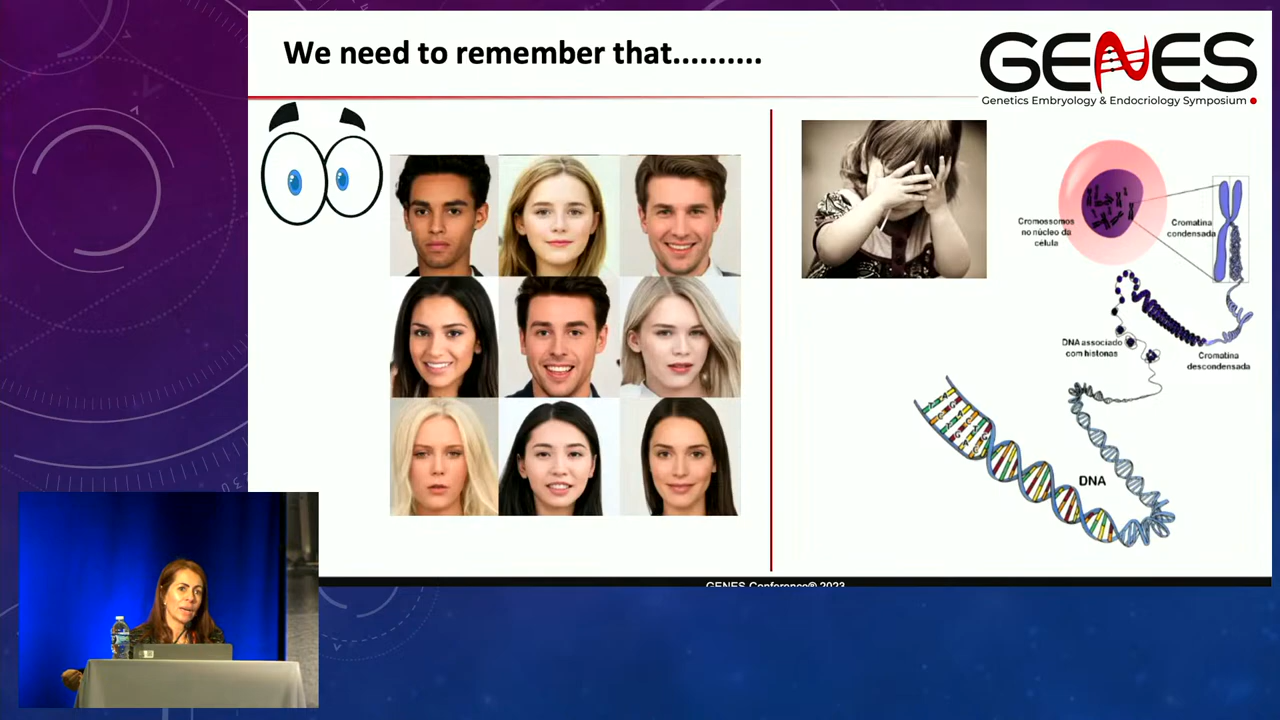 We need to remember that..........
GENES
Genetics Embryology & Endocriology Symposium
Cromossomos
no núcleo da
célula
Cromatina
condensada
DNA associado
com histonas
Cromatina
descondensada
DNA
GENES Conference® 2023